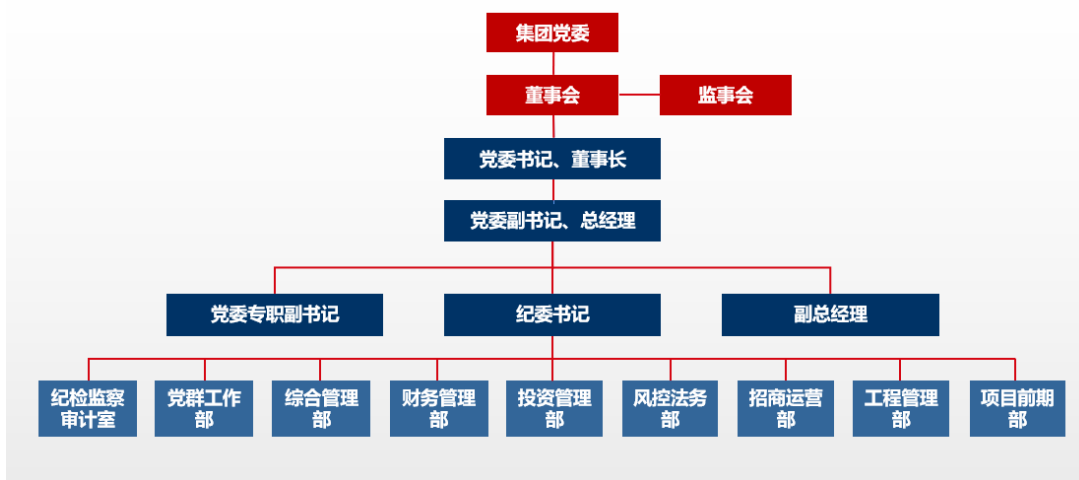 集团党委
董事会
监事会
党委书记、董事长
党委副书记、总经理
党委专职副书记
纪委书记
副总经理
纪检监察
审计室
党群工作
部
综合管理
部
财务管理
部
投资管理
部
风控法务
部
招商运营
部
工程管理
部
项目前期
部